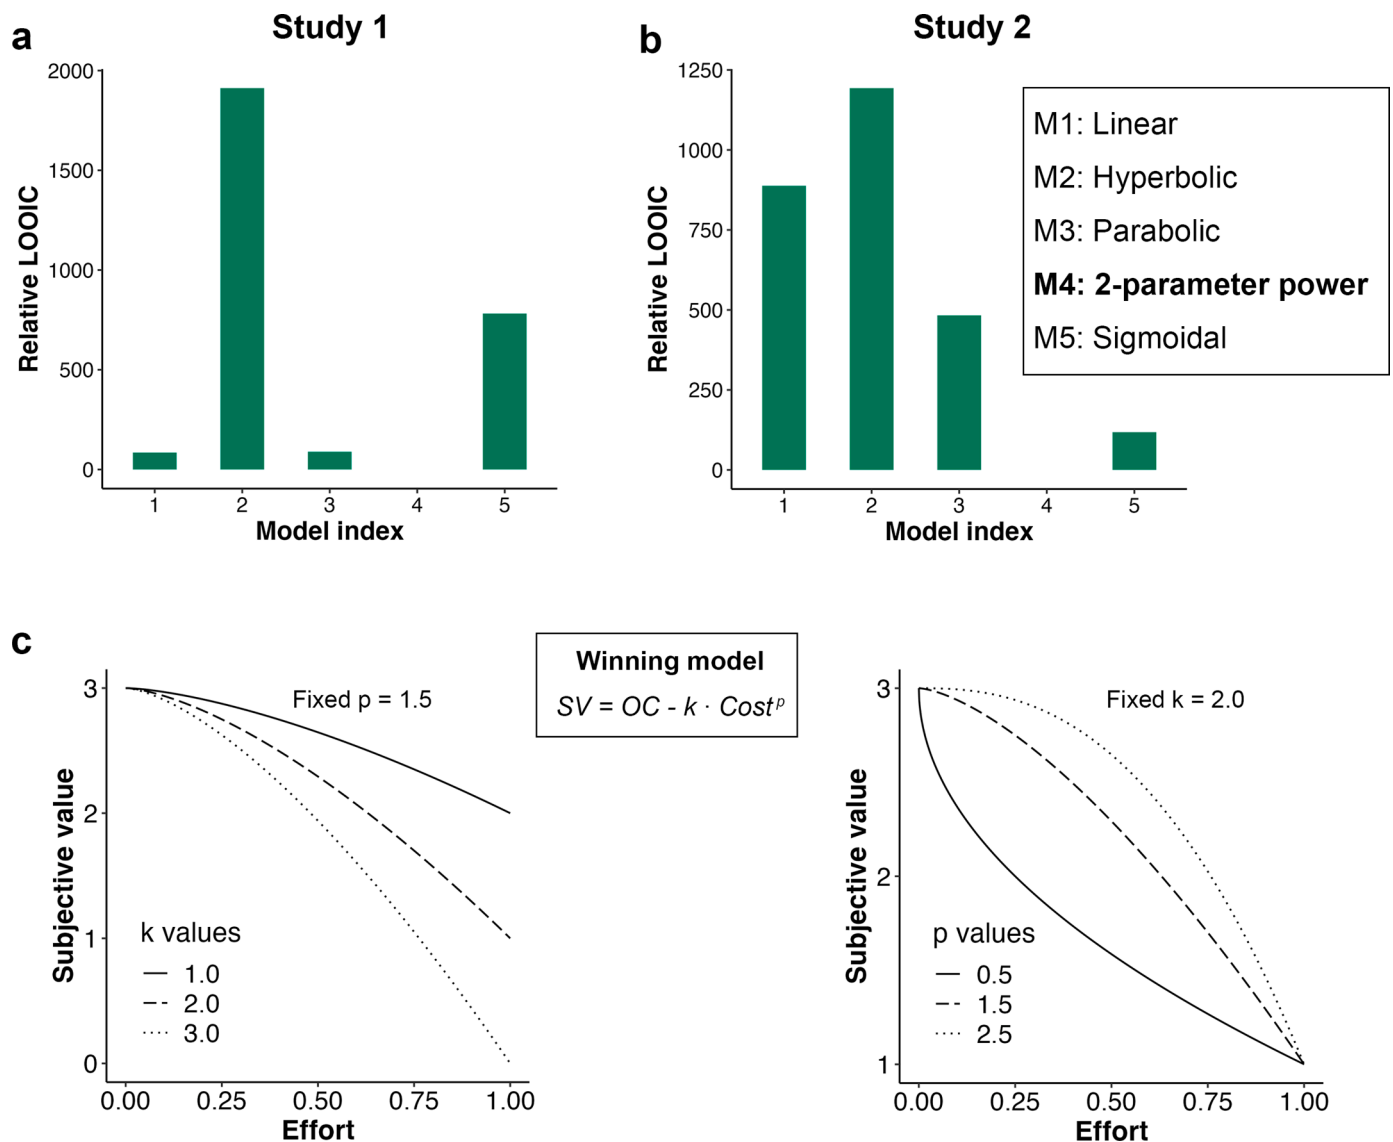 a
Study 1
2000
1500
1000
500
0
Relative LOOIC
1 2 3 4 5
Model index
b
Study 2
1250
1000
750
500
250
0
Relative LOOIC
1 2 3 4 5
Model index
M1: Linear
M2: Hyperbolic
M3: Parabolic
M4: 2-parameter power
M5: Sigmoidal
c
Winning model
SV = OC - k · Cost^p
Fixed p = 1.5
3
2
1
0
Subjective value
k values
1.0
2.0
3.0
0.00 0.25 0.50 0.75 1.00
Effort
Fixed k = 2.0
3
2
1
Subjective value
p values
0.5
1.5
2.5
0.00 0.25 0.50 0.75 1.00
Effort